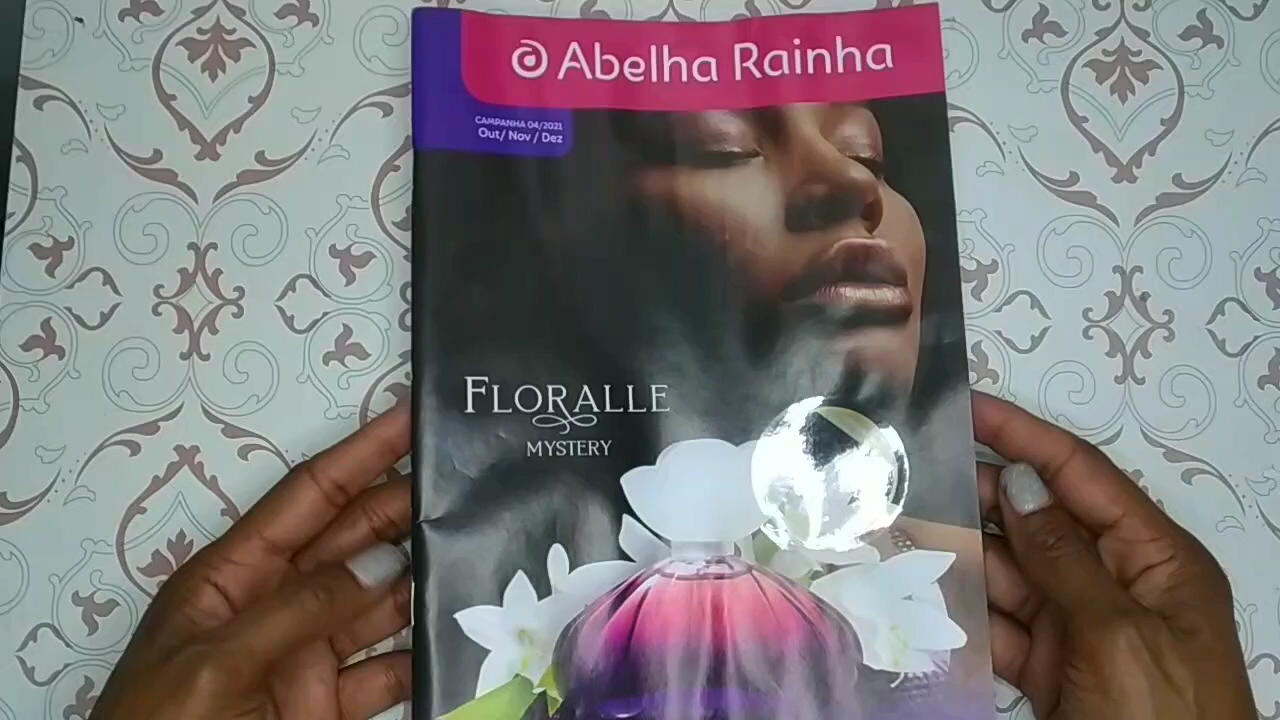 Abelha Rainha
CAMPANHA 04/2021
Out/ Nov / Dez
FLORALLE
MYSTERY